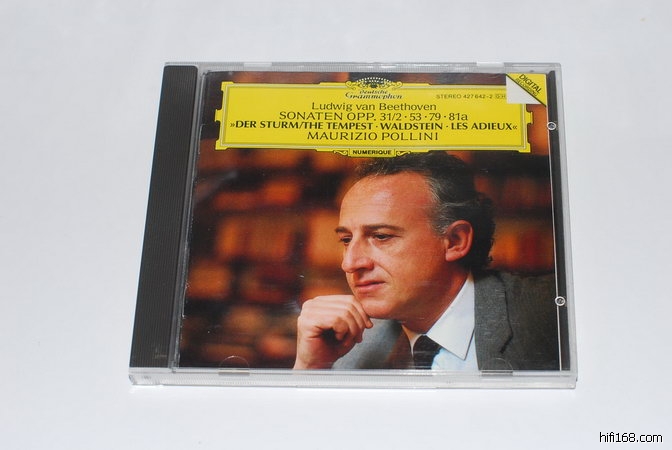 Deutsche
Grammophon
STEREO 427 642-2
DIGITAL
Ludwig van Beethoven
SONATEN OPP. 31/2 · 53 · 79 · 81a
»DER STURM/THE TEMPEST · WALDSTEIN · LES ADIEUX«
MAURIZIO POLLINI
NUMERIQUE
hifi168.com